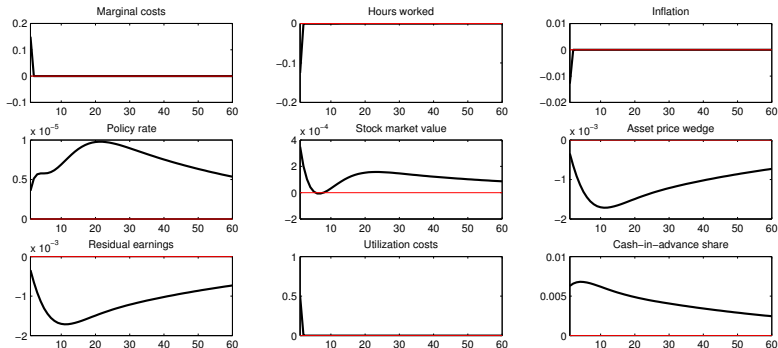 Marginal costs Hours worked Inflation
0.2 0 0.01
0.1 −0.1 0
0 −0.2 −0.01
−0.1 −0.02
10 20 30 40 50 60 10 20 30 40 50 60 10 20 30 40 50 60
Policy rate Stock market value Asset price wedge
x 10−5 x 10−4 x 10−3
1 4 0
0.5 2 −1
0 0 −2
−2
10 20 30 40 50 60 10 20 30 40 50 60 10 20 30 40 50 60
Residual earnings Utilization costs Cash−in−advance share
x 10−3
0 1 0.01
−1 0.5 0.005
−2 0 0
10 20 30 40 50 60 10 20 30 40 50 60 10 20 30 40 50 60